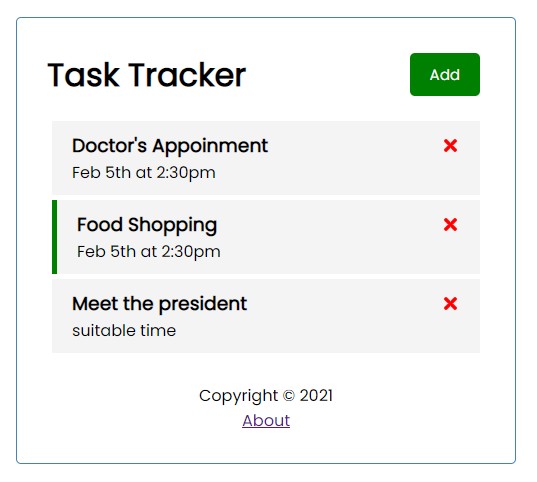 Task Tracker
Add
Doctor's Appoinment
Feb 5th at 2:30pm
Food Shopping
Feb 5th at 2:30pm
Meet the president
suitable time
Copyright © 2021
About